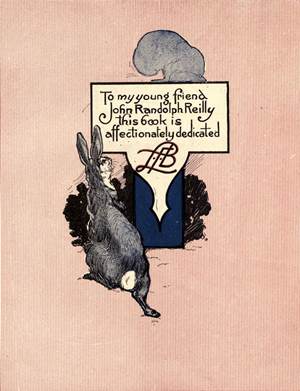 To my young friend
John Randolph Reilly
this book is
affectionately dedicated
LFB